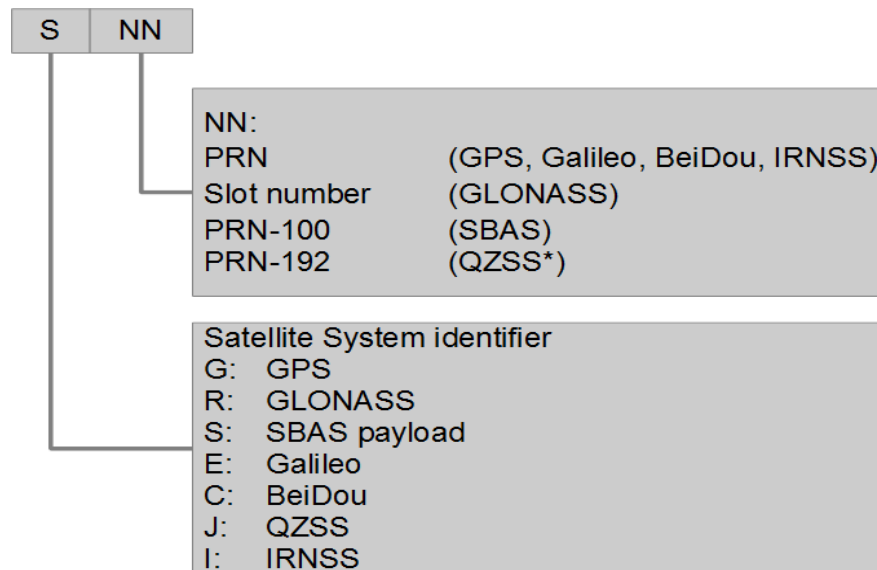 S NN
NN:
PRN (GPS, Galileo, BeiDou, IRNSS)
Slot number (GLONASS)
PRN-100 (SBAS)
PRN-192 (QZSS*)
Satellite System identifier
G: GPS
R: GLONASS
S: SBAS payload
E: Galileo
C: BeiDou
J: QZSS
I: IRNSS